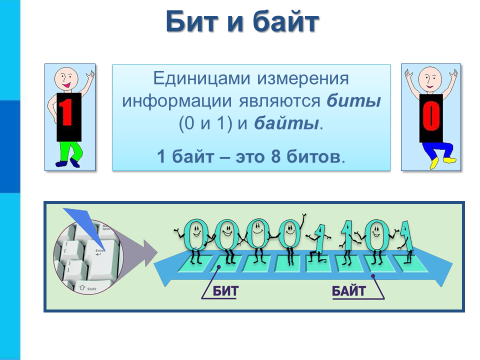 Бит и байт
1
Единицами измерения
информации являются биты
(0 и 1) и байты.
1 байт – это 8 битов.
0
00001101
БИТ
БАЙТ